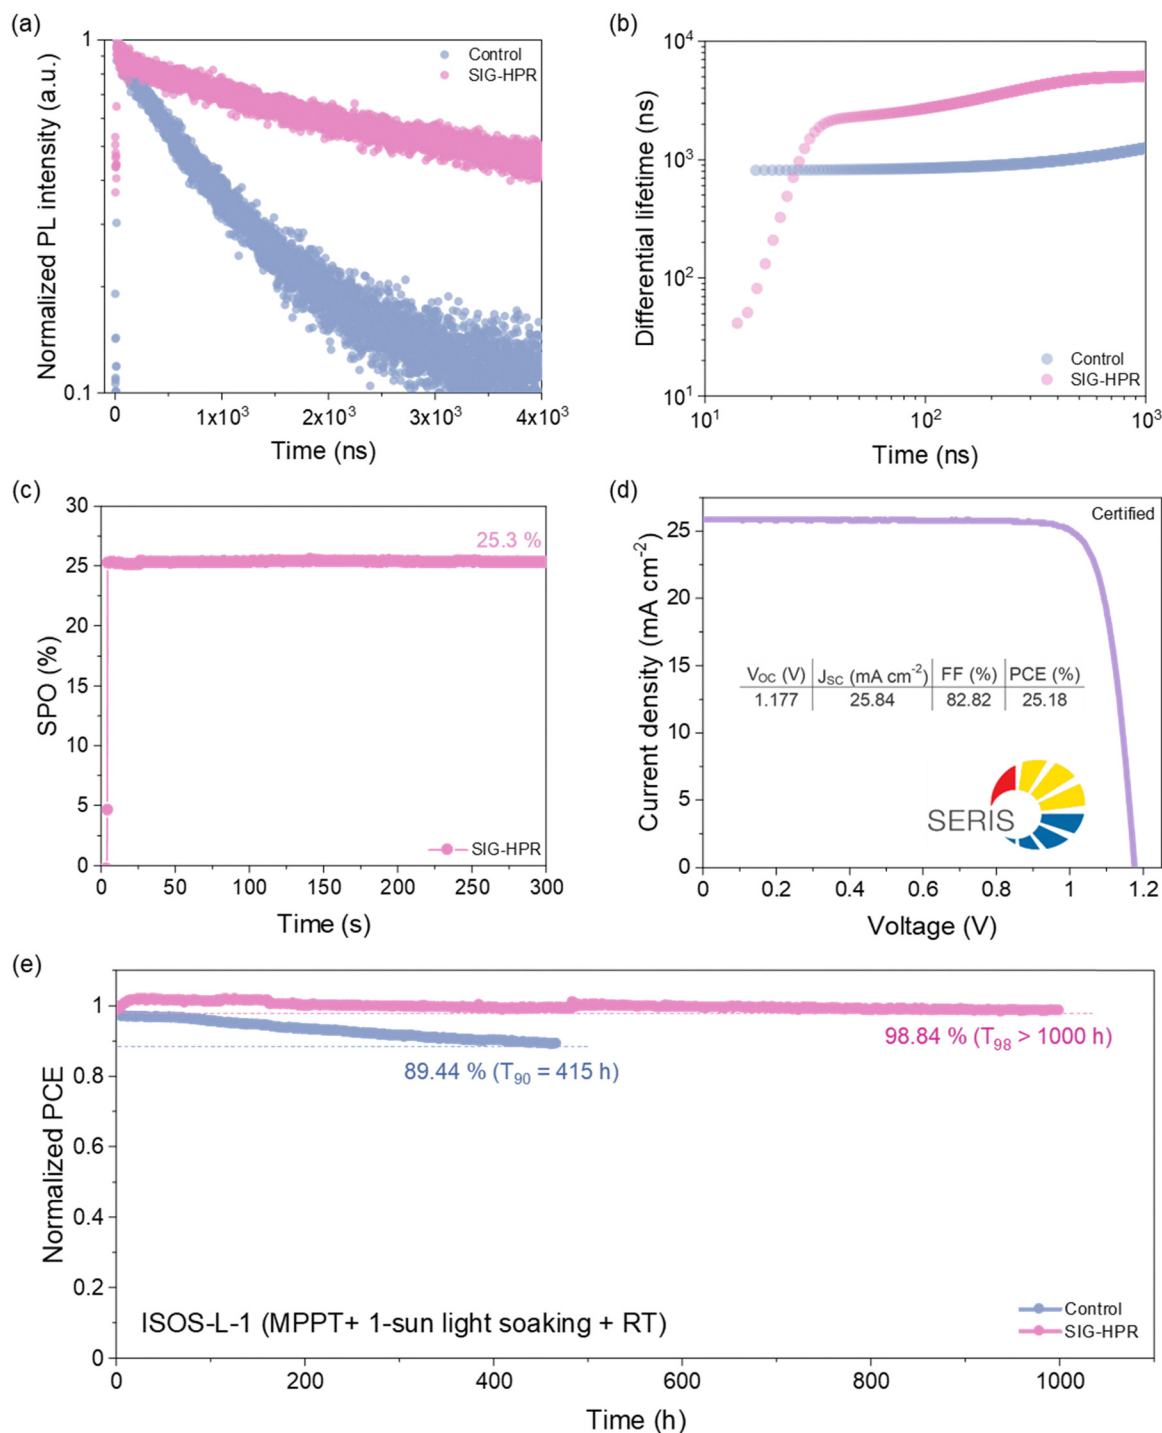 (a)
Normalized PL intensity (a.u.)
1
0.1
Control
SIG-HPR
0
1x10³
2x10³
3x10³
4x10³
Time (ns)
(b)
Differential lifetime (ns)
10⁴
10³
10²
10¹
Control
SIG-HPR
10¹
10²
10³
Time (ns)
(c)
SPO (%)
30
25
20
15
10
5
0
25.3 %
SIG-HPR
0
50
100
150
200
250
300
Time (s)
(d)
Current density (mA cm⁻²)
25
20
15
10
5
0
Certified
V_OC (V) J_SC (mA cm⁻²) FF (%) PCE (%)
1.177 25.84 82.82 25.18
SERIS
0
0.2
0.4
0.6
0.8
1
1.2
Voltage (V)
(e)
Normalized PCE
1
0.8
0.6
0.4
0.2
0
98.84 % (T₉₈ > 1000 h)
89.44 % (T₉₀ = 415 h)
ISOS-L-1 (MPPT+ 1-sun light soaking + RT)
Control
SIG-HPR
0
200
400
600
800
1000
Time (h)